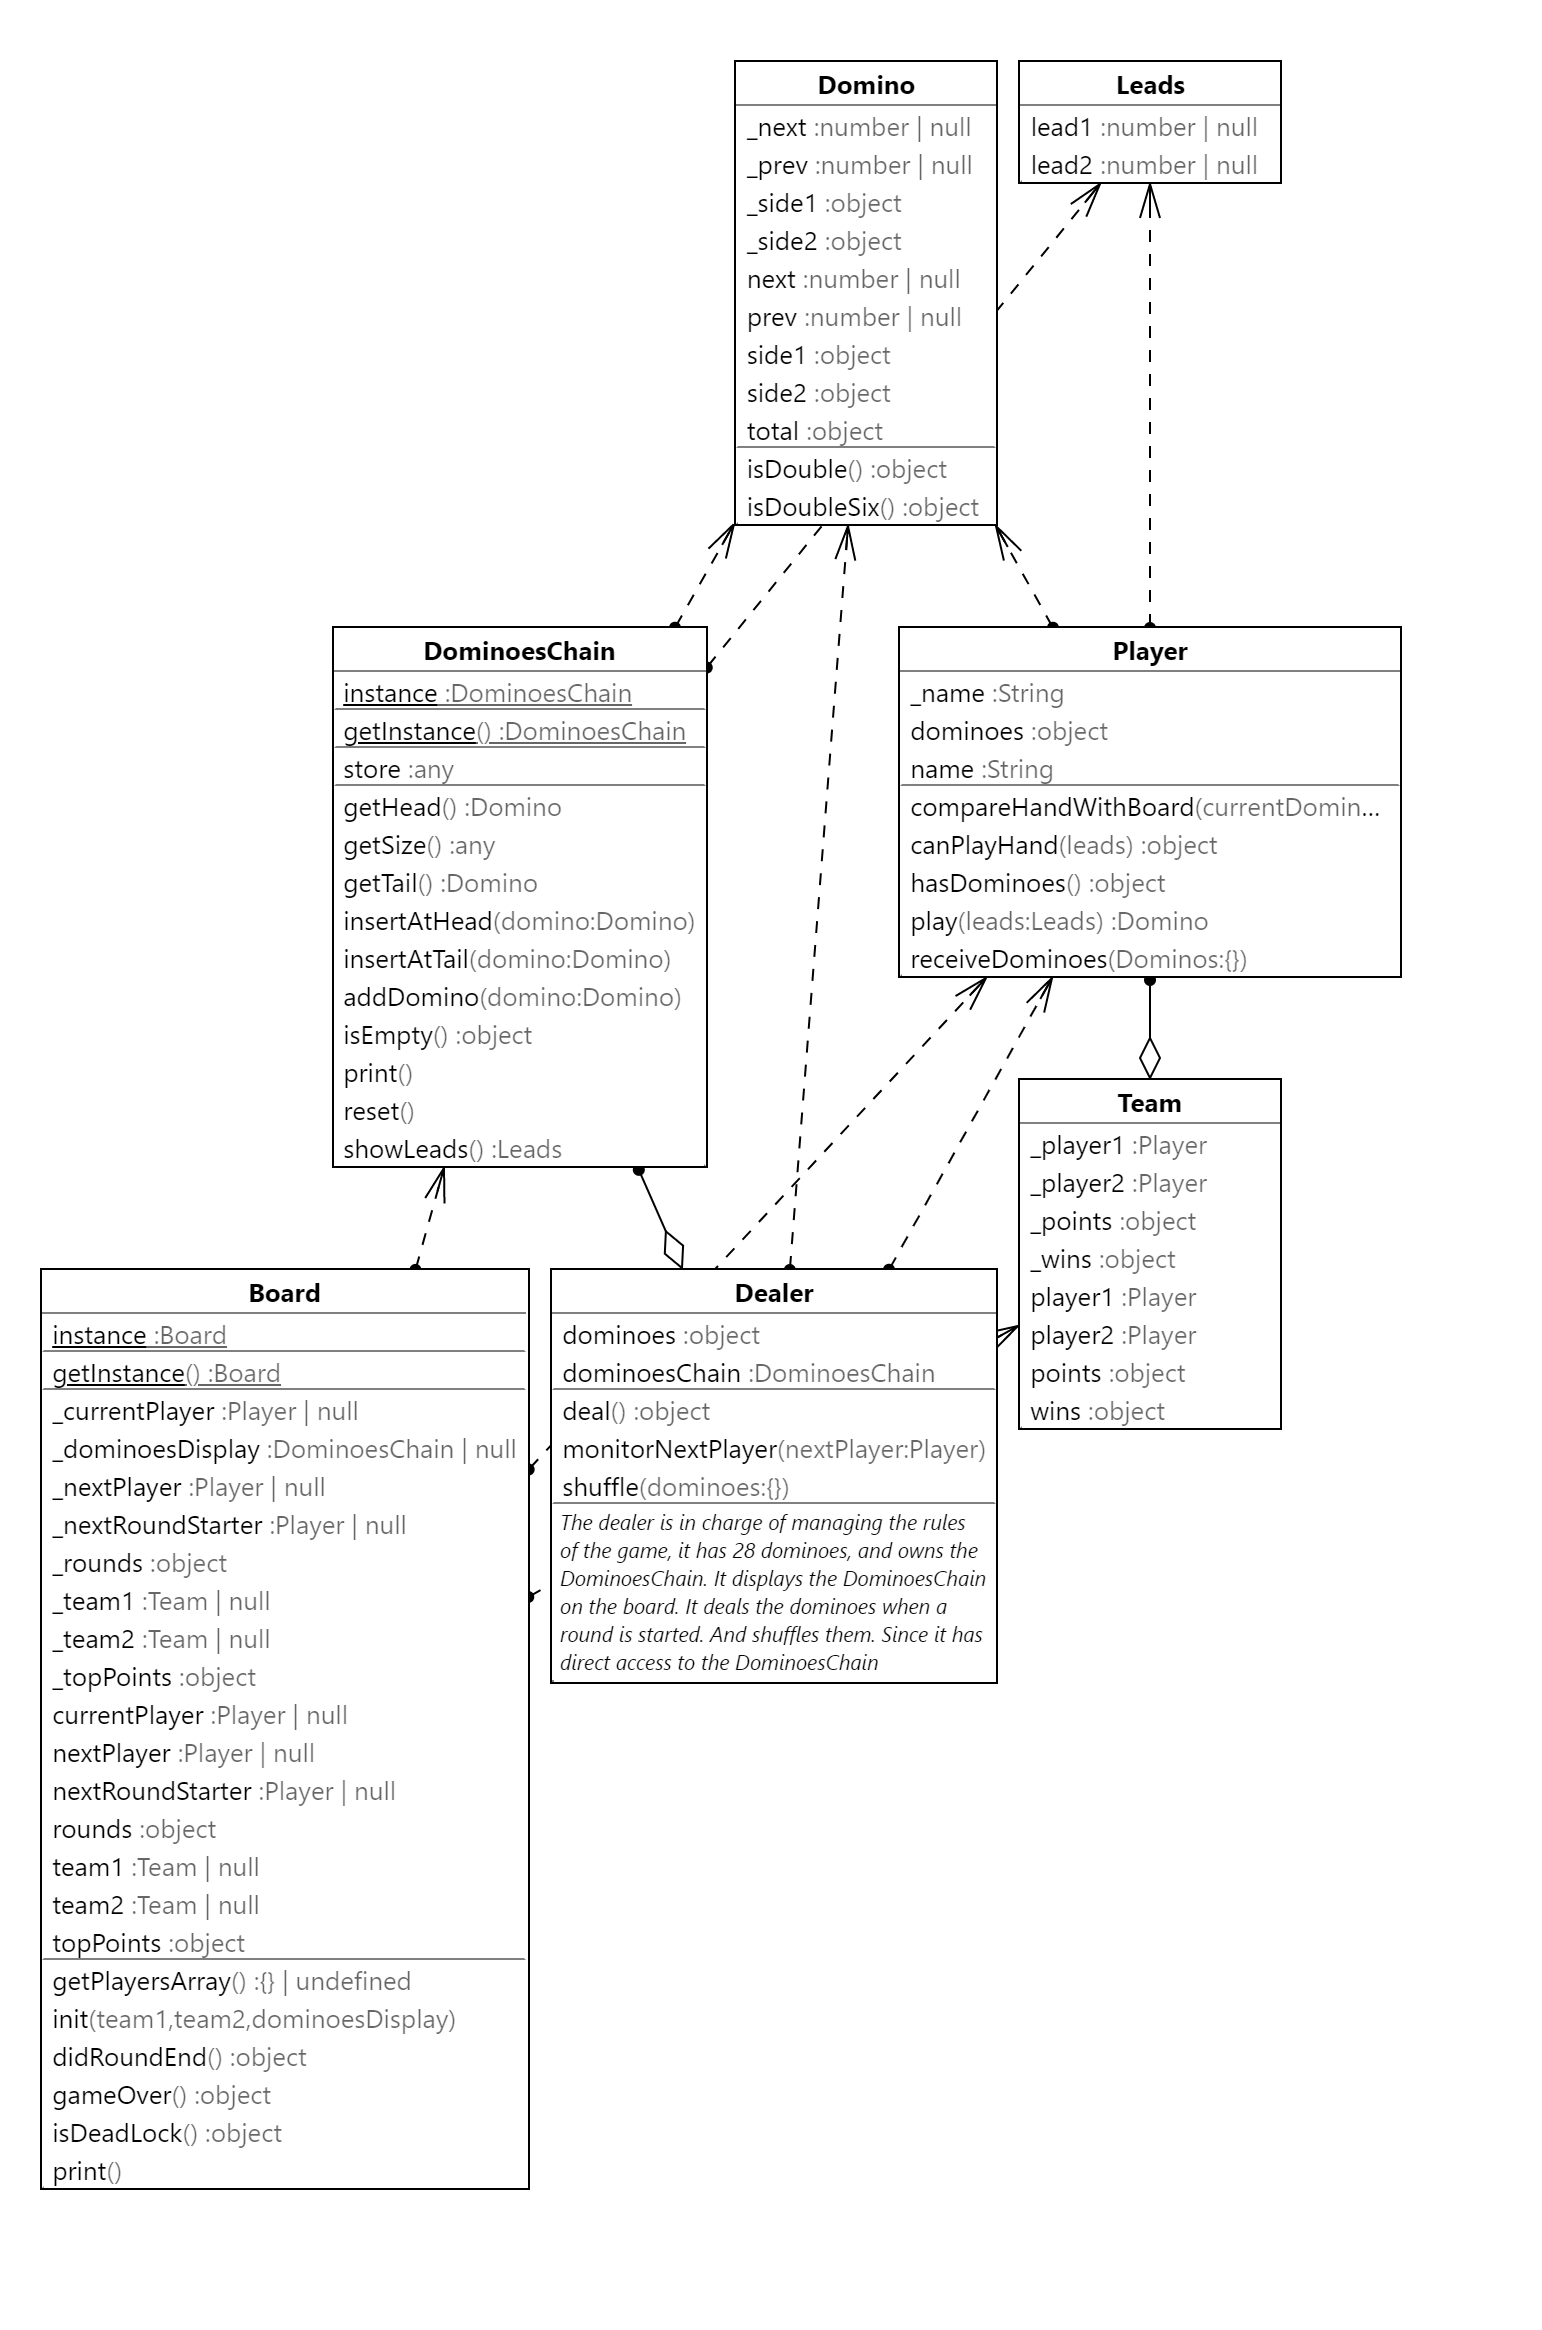 Domino
_next :number | null
_prev :number | null
_side1 :object
_side2 :object
next :number | null
prev :number | null
side1 :object
side2 :object
total :object
isDouble() :object
isDoubleSix() :object
Leads
lead1 :number | null
lead2 :number | null
DominoesChain
instance :DominoesChain
getInstance() :DominoesChain
store :any
getHead() :Domino
getSize() :any
getTail() :Domino
insertAtHead(domino:Domino)
insertAtTail(domino:Domino)
addDomino(domino:Domino)
isEmpty() :object
print()
reset()
showLeads() :Leads
Player
_name :String
dominoes :object
name :String
compareHandWithBoard(currentDomin...
canPlayHand(leads) :object
hasDominoes() :object
play(leads:Leads) :Domino
receiveDominoes(Dominos:{})
Team
_player1 :Player
_player2 :Player
_points :object
_wins :object
player1 :Player
player2 :Player
points :object
wins :object
Board
instance :Board
getInstance() :Board
_currentPlayer :Player | null
_dominoesDisplay :DominoesChain | null
_nextPlayer :Player | null
_nextRoundStarter :Player | null
_rounds :object
_team1 :Team | null
_team2 :Team | null
_topPoints :object
currentPlayer :Player | null
nextPlayer :Player | null
nextRoundStarter :Player | null
rounds :object
team1 :Team | null
team2 :Team | null
topPoints :object
getPlayersArray() :{} | undefined
init(team1,team2,dominoesDisplay)
didRoundEnd() :object
gameOver() :object
isDeadLock() :object
print()
Dealer
dominoes :object
dominoesChain :DominoesChain
deal() :object
monitorNextPlayer(nextPlayer:Player)
shuffle(dominoes:{})
The dealer is in charge of managing the rules
of the game, it has 28 dominoes, and owns the
DominoesChain. It displays the DominoesChain
on the board. It deals the dominoes when a
round is started. And shuffles them. Since it has
direct access to the DominoesChain